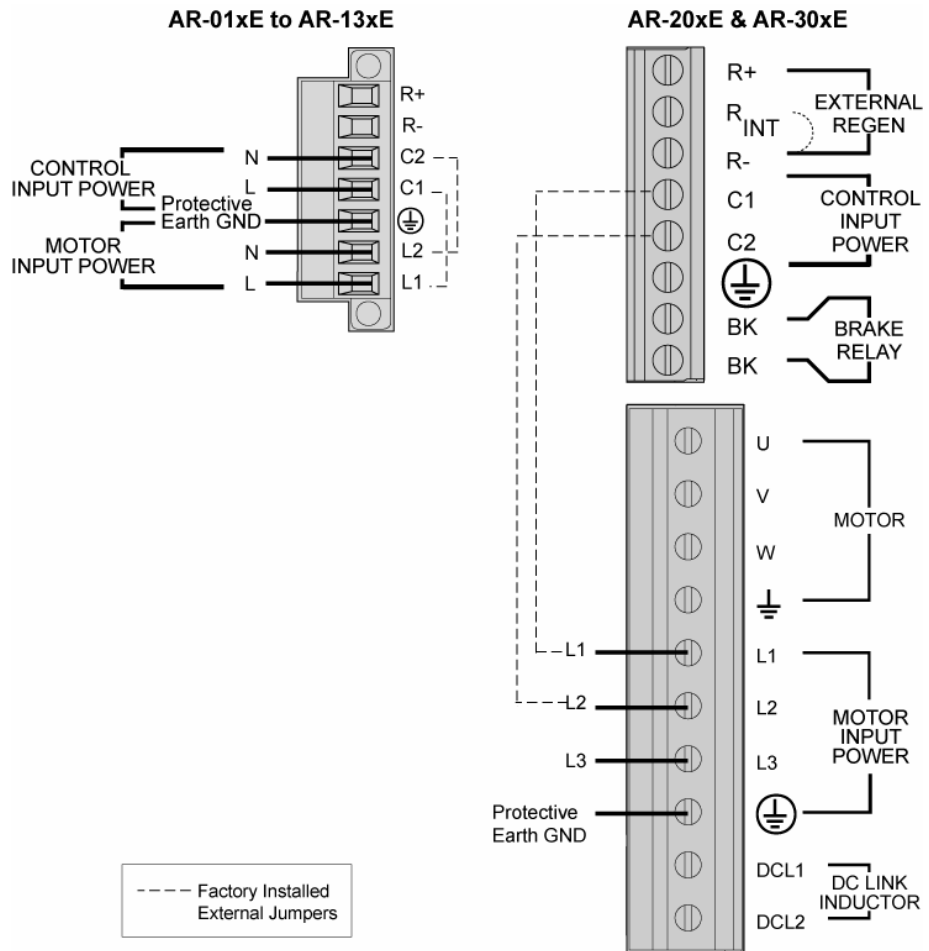 AR-01xE to AR-13xE
R+
R-
N
C2
CONTROL
INPUT POWER
L
C1
Protective
Earth GND
MOTOR
INPUT POWER
N
L2
L
L1
AR-20xE & AR-30xE
R+
R INT
EXTERNAL
REGEN
R-
C1
CONTROL
INPUT
POWER
C2
BK
BRAKE
RELAY
BK
U
V
MOTOR
W
L1
L1
L2
L2
MOTOR
INPUT
POWER
L3
L3
Protective
Earth GND
DCL1
DC LINK
INDUCTOR
DCL2
---- Factory Installed
External Jumpers